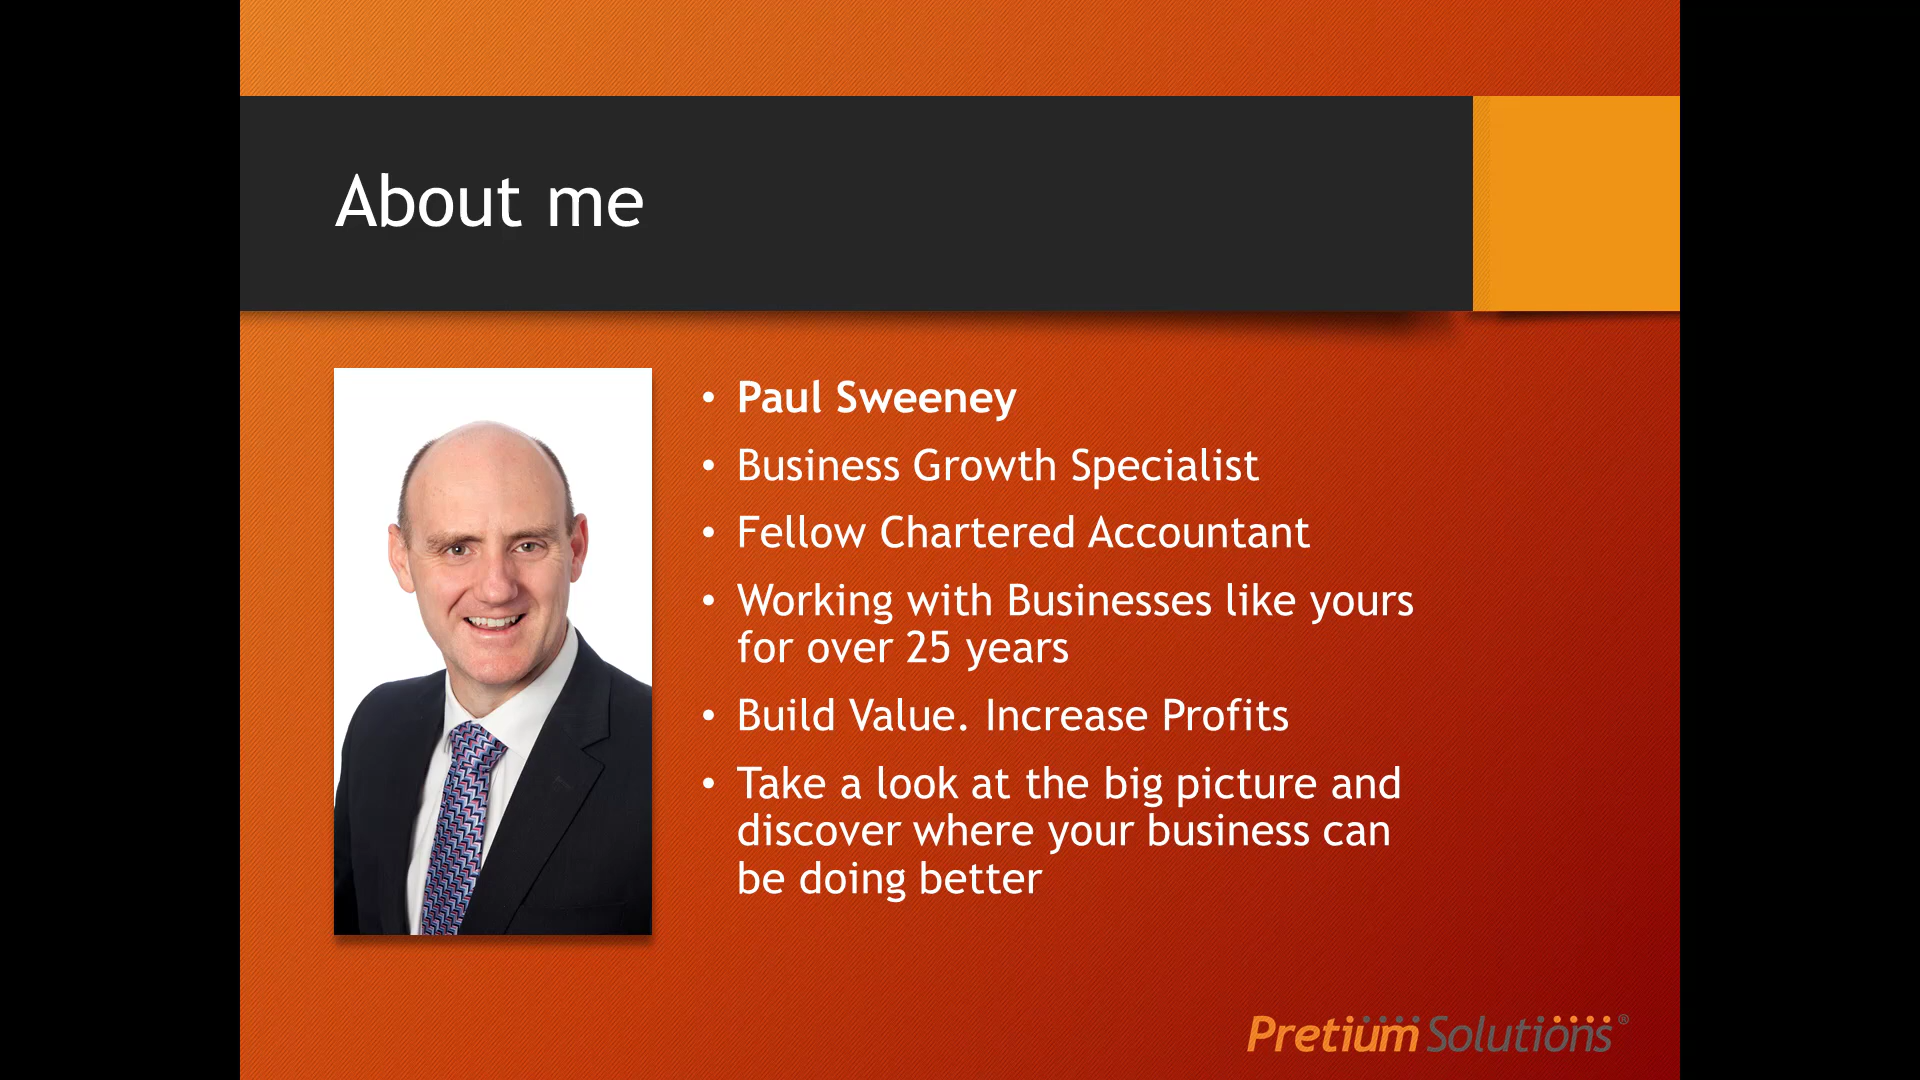 About me
• Paul Sweeney
• Business Growth Specialist
• Fellow Chartered Accountant
• Working with Businesses like yours
for over 25 years
• Build Value. Increase Profits
• Take a look at the big picture and
discover where your business can
be doing better
Pretium Solutions®